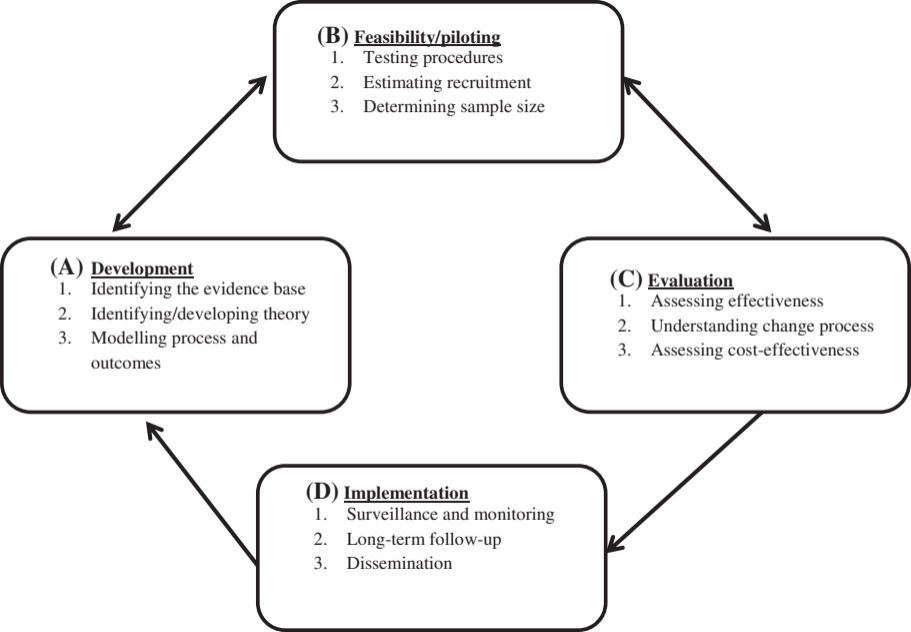 (B) Feasibility/piloting
1. Testing procedures
2. Estimating recruitment
3. Determining sample size
(A) Development
1. Identifying the evidence base
2. Identifying/developing theory
3. Modelling process and
outcomes
(C) Evaluation
1. Assessing effectiveness
2. Understanding change process
3. Assessing cost-effectiveness
(D) Implementation
1. Surveillance and monitoring
2. Long-term follow-up
3. Dissemination